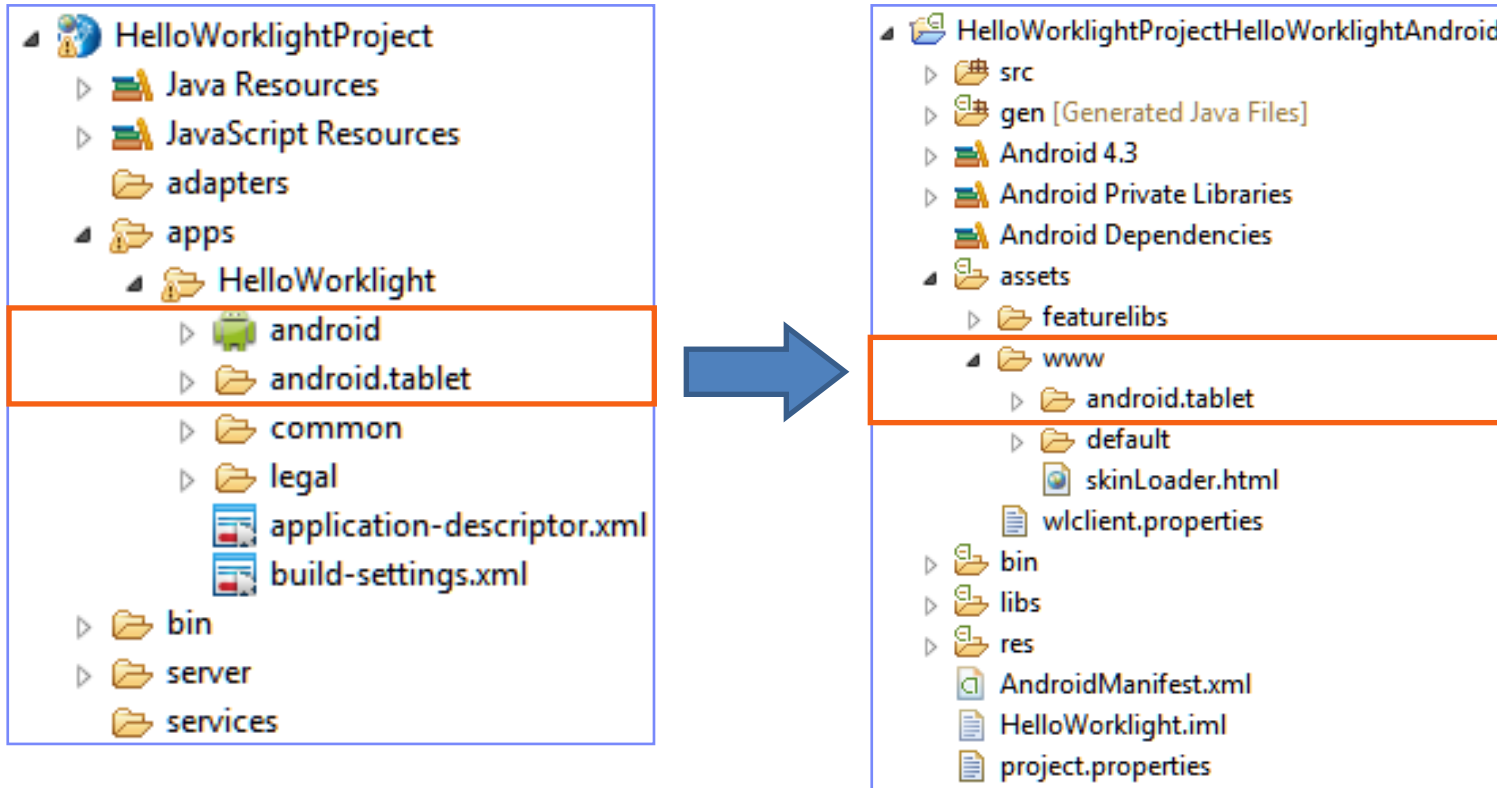 HelloWorklightProject
Java Resources
JavaScript Resources
adapters
apps
HelloWorklight
android
android.tablet
common
legal
application-descriptor.xml
build-settings.xml
bin
server
services
HelloWorklightProjectHelloWorklightAndroid
src
gen [Generated Java Files]
Android 4.3
Android Private Libraries
Android Dependencies
assets
featurelibs
www
android.tablet
default
skinLoader.html
wlclient.properties
bin
libs
res
AndroidManifest.xml
HelloWorklight.iml
project.properties